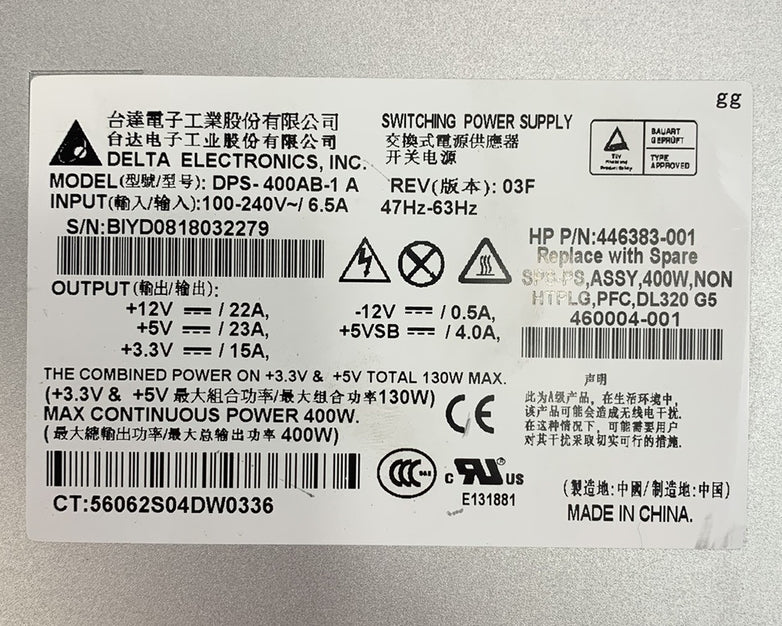 gg
台達電子工業股份有限公司
台达电子工业股份有限公司
DELTA ELECTRONICS, INC.
SWITCHING POWER SUPPLY
交換式電源供應器
开关电源
BAUART
GEPRÜFT
TYPE
APPROVED
MODEL(型號/型号): DPS-400AB-1 A
REV(版本): 03F
INPUT(輸入/输入):100-240V~/ 6.5A
47Hz-63Hz
S/N:BIYD0818032279
HP P/N:446383-001
Replace with Spare
SPS-PS,ASSY,400W,NON
HTPLG,PFC,DL320 G5
460004-001
OUTPUT(輸出/输出):
+12V / 22A,
-12V / 0.5A,
+5V / 23A,
+5VSB / 4.0A,
+3.3V / 15A,
THE COMBINED POWER ON +3.3V & +5V TOTAL 130W MAX.
(+3.3V & +5V 最大組合功率/最大组合功率130W)
MAX CONTINUOUS POWER 400W.
(最大總輸出功率/最大总输出功率 400W)
CE
声明
此为A级产品, 在生活环境中,
该产品可能会造成无线电干扰.
在这种情况下, 可能需要用户
对其干扰采取切实可行的措施.
CT:56062S04DW0336
CCC
c RU US
E131881
(製造地:中國/制造地:中国)
MADE IN CHINA.